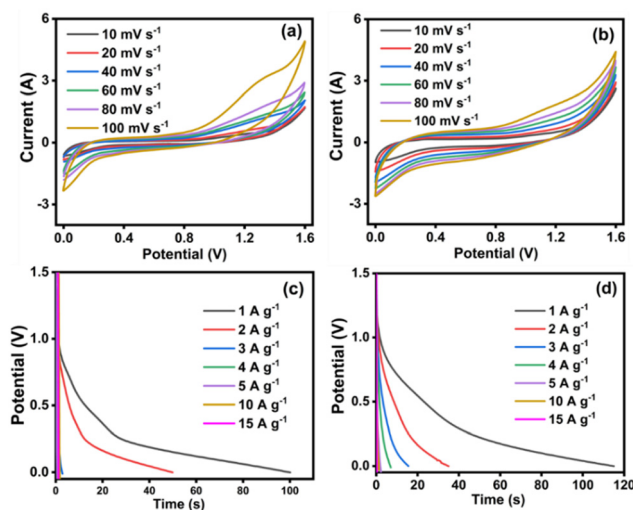 (a)
10 mV s⁻¹
20 mV s⁻¹
40 mV s⁻¹
60 mV s⁻¹
80 mV s⁻¹
100 mV s⁻¹
Current (A)
6
3
0
-3
0.0 0.4 0.8 1.2 1.6
Potential (V)
(b)
10 mV s⁻¹
20 mV s⁻¹
40 mV s⁻¹
60 mV s⁻¹
80 mV s⁻¹
100 mV s⁻¹
Current (A)
6
3
0
-3
0.0 0.4 0.8 1.2 1.6
Potential (V)
(c)
1 A g⁻¹
2 A g⁻¹
3 A g⁻¹
4 A g⁻¹
5 A g⁻¹
10 A g⁻¹
15 A g⁻¹
Potential (V)
1.5
1.0
0.5
0.0
0 20 40 60 80 100
Time (s)
(d)
1 A g⁻¹
2 A g⁻¹
3 A g⁻¹
4 A g⁻¹
5 A g⁻¹
10 A g⁻¹
15 A g⁻¹
Potential (V)
1.5
1.0
0.5
0.0
0 20 40 60 80 100 120
Time (s)